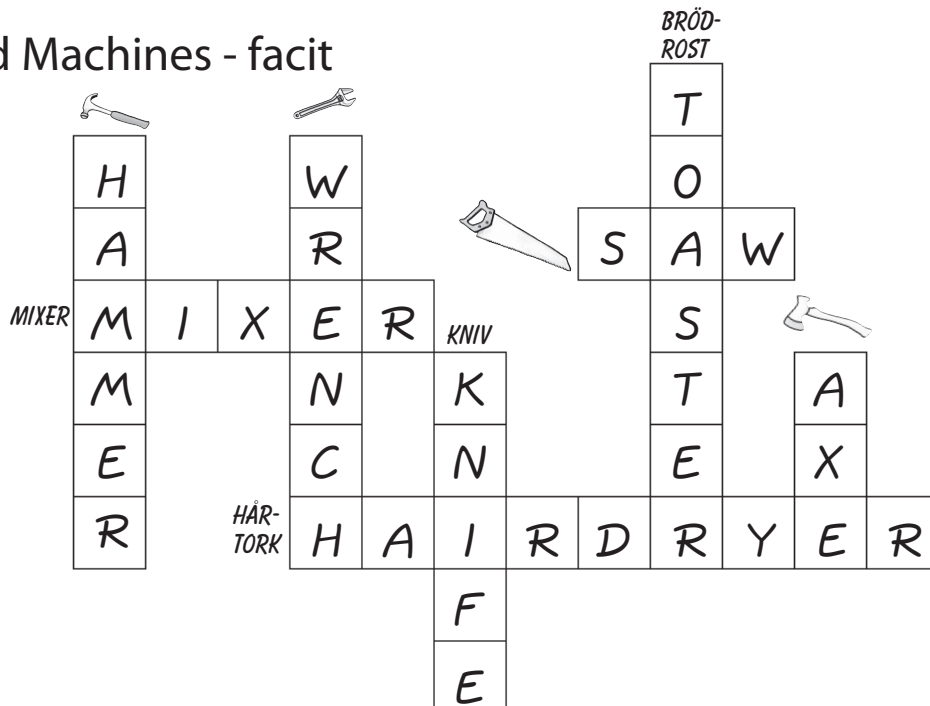 d Machines - facit
BRÖD-
ROST
T
H W O
A R S A W
MIXER M I X E R S
KNIV
M N K T A
E C N E X
R
HÅR-
TORK
H A I R D R Y E R
F
E